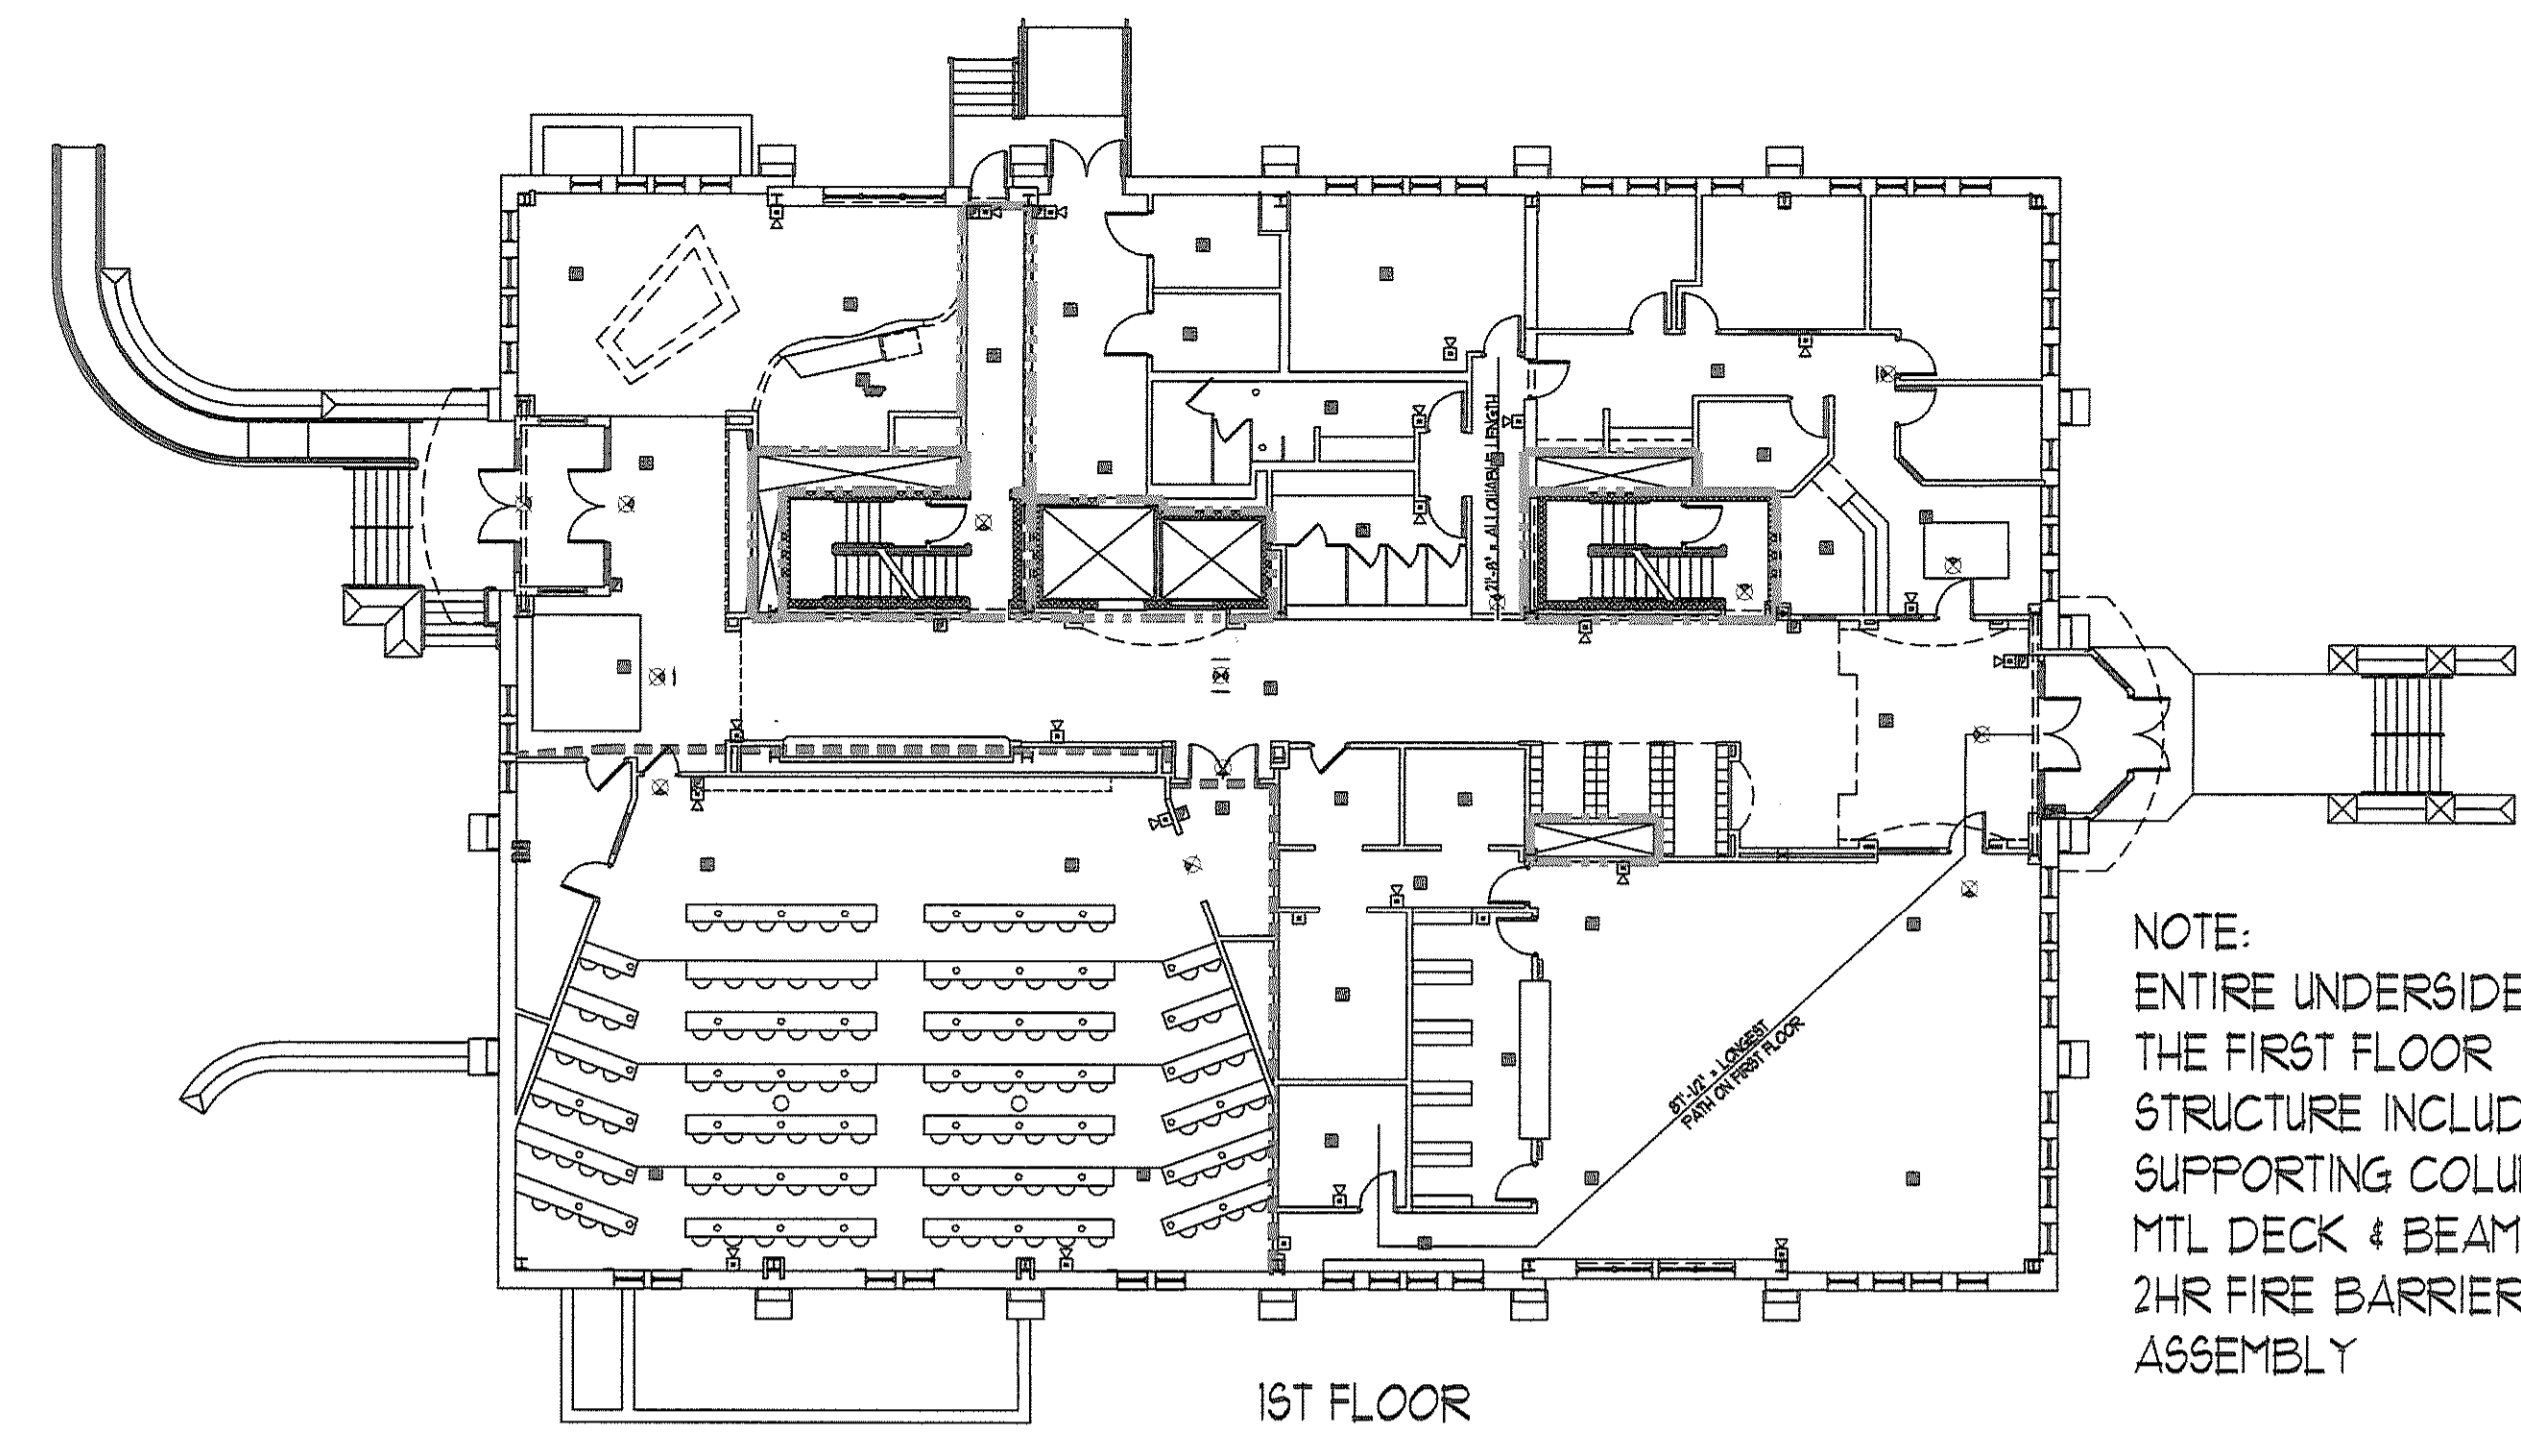 = ALLOWABLE LENGTH
= LONGEST
PATH ON FIRST FLOOR
NOTE:
ENTIRE UNDERSIDE
THE FIRST FLOOR
STRUCTURE INCLUD
SUPPORTING COLU
MTL DECK & BEAM
2HR FIRE BARRIER
ASSEMBLY
1ST FLOOR